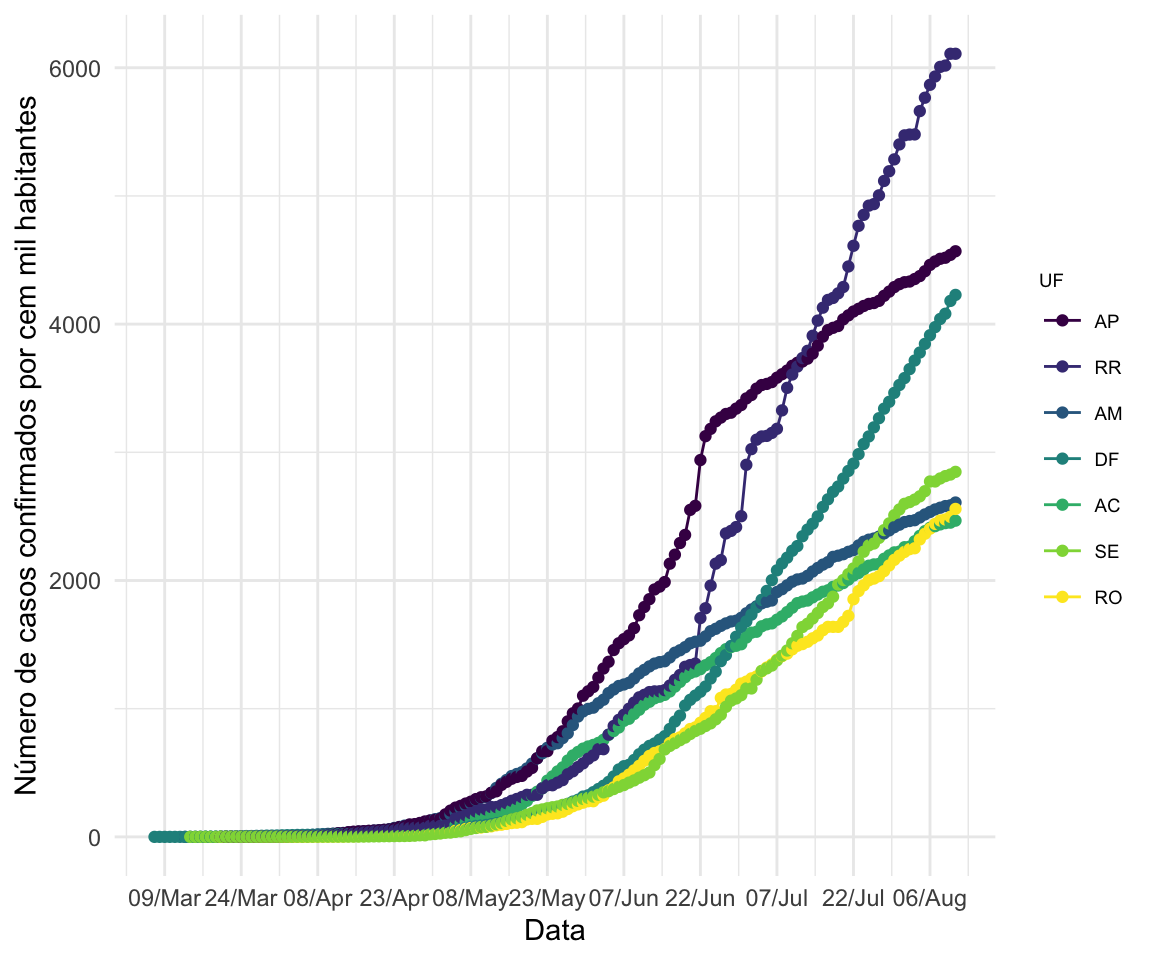 Número de casos confirmados por cem mil habitantes
6000
4000
2000
0
09/Mar 24/Mar 08/Apr 23/Apr 08/May 23/May 07/Jun 22/Jun 07/Jul 22/Jul 06/Aug
Data
UF
AP
RR
AM
DF
AC
SE
RO